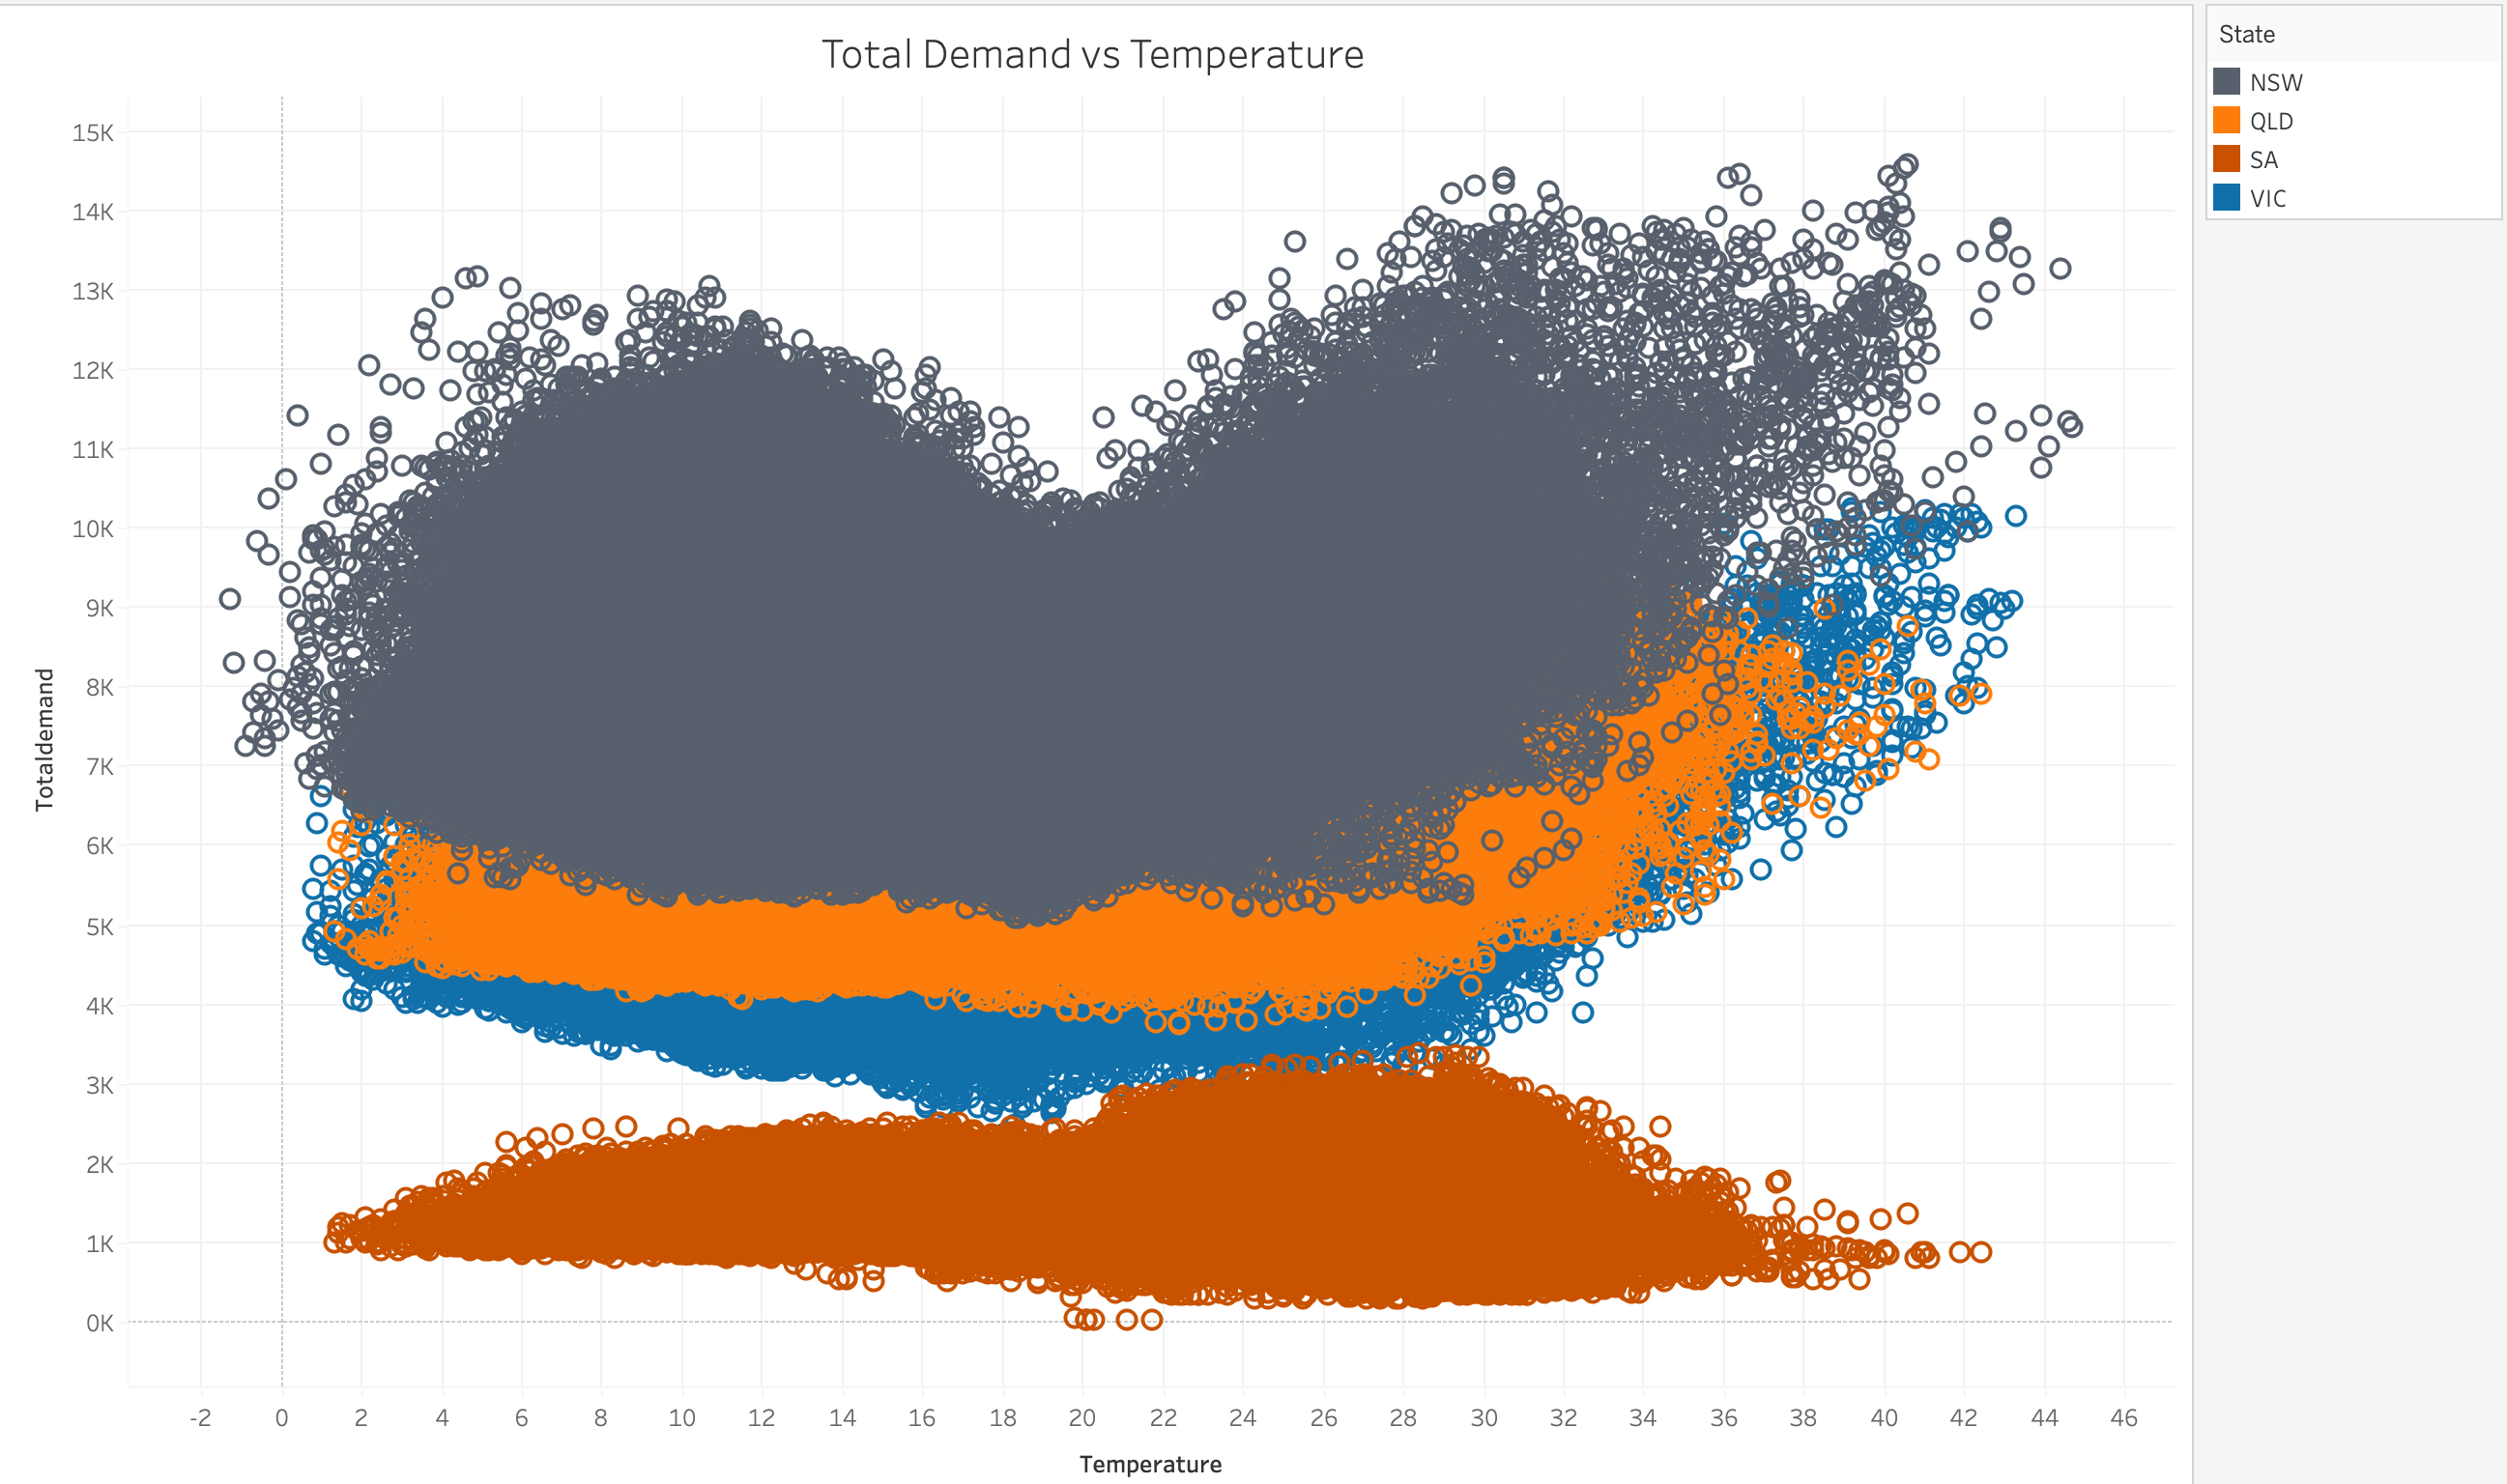 Total Demand vs Temperature
State
NSW
QLD
SA
VIC
15K
14K
13K
12K
11K
10K
9K
8K
7K
6K
5K
4K
3K
2K
1K
0K
Totaldemand
-2 0 2 4 6 8 10 12 14 16 18 20 22 24 26 28 30 32 34 36 38 40 42 44 46
Temperature